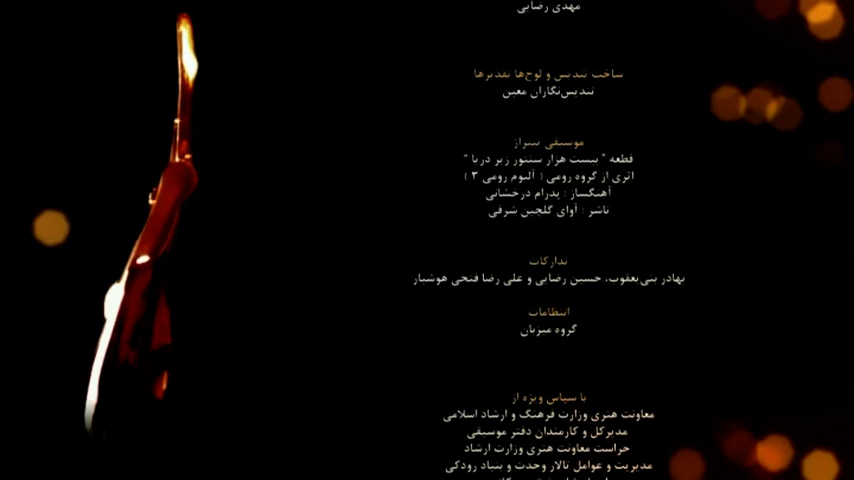 مهدی رضایی
ساخت تندیس و لوح‌ها تقدیرها
تندیس‌نگاران معین
موسیقی تیتراژ
قطعه " بیست هزار سنتور زیر دریا "
اثری از گروه رومی ( آلبوم رومی ۳ )
آهنگساز : پدرام درخشانی
ناشر : آوای گلچین شرقی
تدارکات
بهادر بنی‌یعقوب، حسین رضایی و علی رضا فتحی هوشیار
انتظامات
گروه میزبان
با سپاس ویژه از
معاونت هنری وزارت فرهنگ و ارشاد اسلامی
مدیرکل و کارمندان دفتر موسیقی
حراست معاونت هنری وزارت ارشاد
مدیریت و عوامل تالار وحدت و بنیاد رودکی